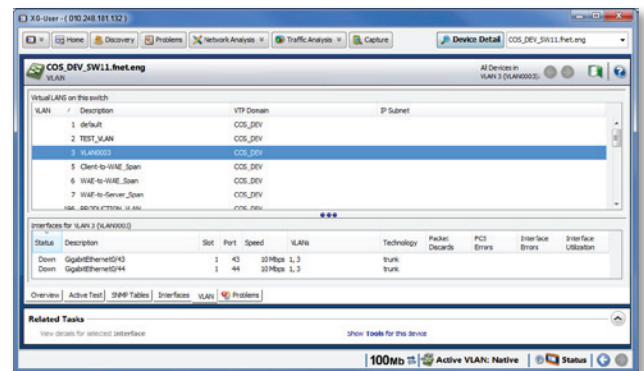 XG-User - ( 010.248.181.132 )
Home Discovery Problems Network Analysis Traffic Analysis Capture Device Detail COS_DEV_SW11.fnet.eng
COS_DEV_SW11.fnet.eng
VLAN
All Devices in
VLAN 3 (VLAN0003):
Virtual LANS on this switch
VLAN / Description VTP Domain IP Subnet
1 default COS_DEV
2 TEST_VLAN COS_DEV
3 VLAN0003 COS_DEV
5 Client-to-WAE_Span COS_DEV
6 WAE-to-WAE_Span COS_DEV
7 WAE-to-Server_Span COS_DEV
196 PRODUCTION_VLAN COS_DEV
Interfaces for VLAN 3 (VLAN0003)
Status Description Slot Port Speed VLANs Technology Packet Discards FCS Errors Interface Errors Interface Utilization
Down GigabitEthernet0/43 1 43 10 Mbps 1, 3 trunk
Down GigabitEthernet0/44 1 44 10 Mbps 1, 3 trunk
Overview Active Test SNMP Tables Interfaces VLAN Problems
Related Tasks
View details for selected Interface Show Tools for this device
100Mb Active VLAN: Native Status